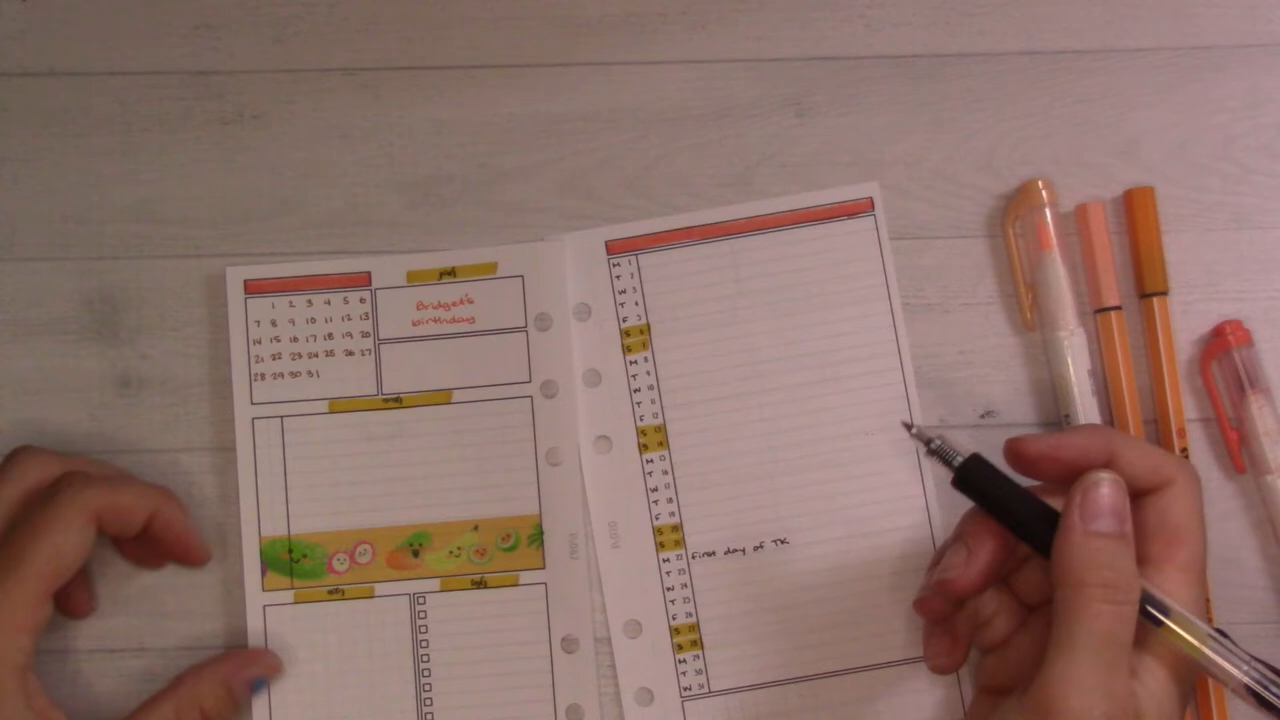 1 2 3 4 5 6
7 8 9 10 11 12 13
14 15 16 17 18 19 20
21 22 23 24 25 26 27
28 29 30 31
Bridget's
birthday
M 1
T 2
W 3
T 4
F 5
S 6
S 7
M 8
T 9
W 10
T 11
F 12
S 13
S 14
M 15
T 16
W 17
T 18
F 19
S 20
S 21
M 22 first day of TK
T 23
W 24
T 25
F 26
S 27
S 28
M 29
T 30
W 31